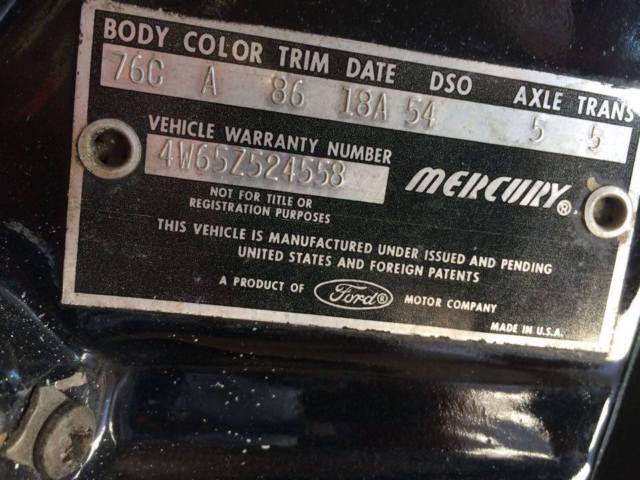 BODY COLOR TRIM DATE DSO AXLE TRANS
76C A 86 18A 54 5 5
VEHICLE WARRANTY NUMBER
4W65Z524558
MERCURY®
NOT FOR TITLE OR
REGISTRATION PURPOSES
THIS VEHICLE IS MANUFACTURED UNDER ISSUED AND PENDING
UNITED STATES AND FOREIGN PATENTS
A PRODUCT OF Ford® MOTOR COMPANY
MADE IN U.S.A.